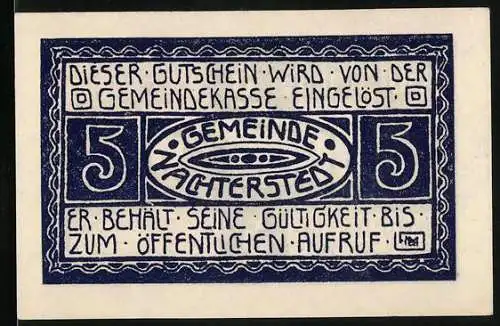 DIESER · GUTSCHEIN · WIRD · VON · DER
GEMEINDEKASSE · EINGELÖST ·
5 · GEMEINDE · 5
NACHTERSTEDT
ER · BEHÄLT · SEINE · GÜLTIGKEIT · BIS ·
ZUM · ÖFFENTLICHEN · AUFRUF ·